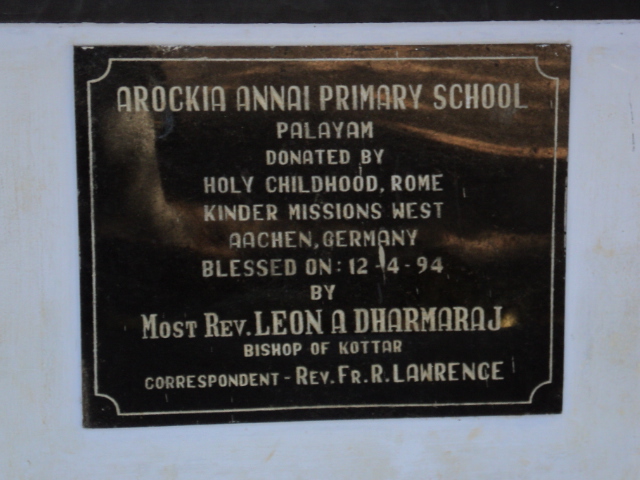 AROCKIA ANNAI PRIMARY SCHOOL
PALAYAM
DONATED BY
HOLY CHILDHOOD, ROME
KINDER MISSIONS WEST
AACHEN, GERMANY
BLESSED ON: 12-4-94
BY
MOST REV. LEON A DHARMARAJ
BISHOP OF KOTTAR
CORRESPONDENT - REV. FR. R. LAWRENCE